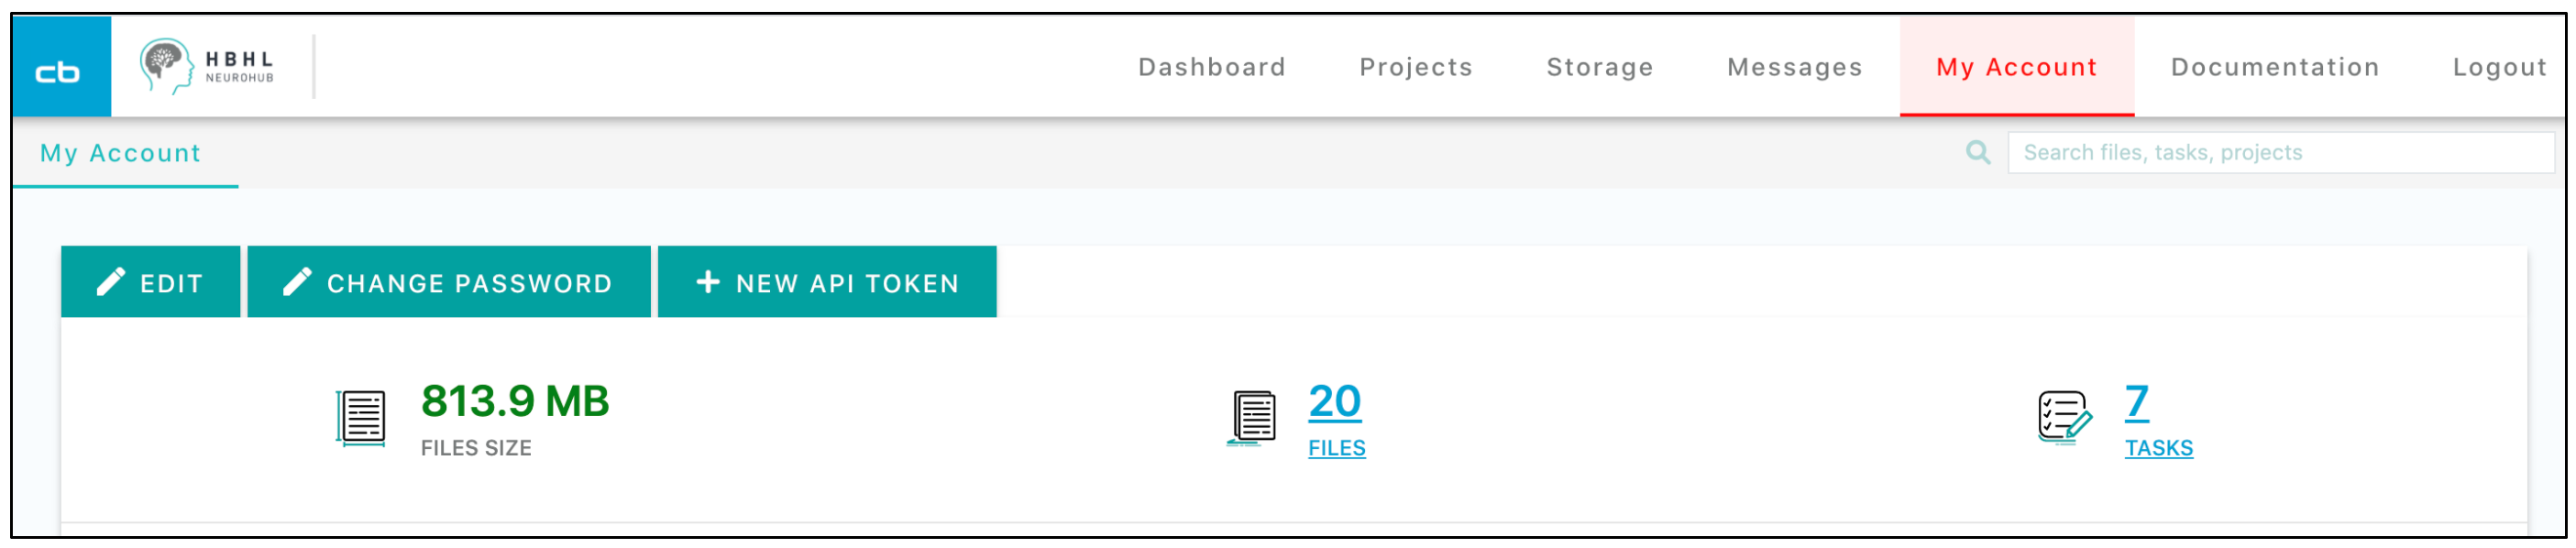 cb
HBHL
NEUROHUB
Dashboard Projects Storage Messages My Account Documentation Logout
My Account
Search files, tasks, projects
EDIT CHANGE PASSWORD + NEW API TOKEN
813.9 MB
FILES SIZE
20
FILES
7
TASKS